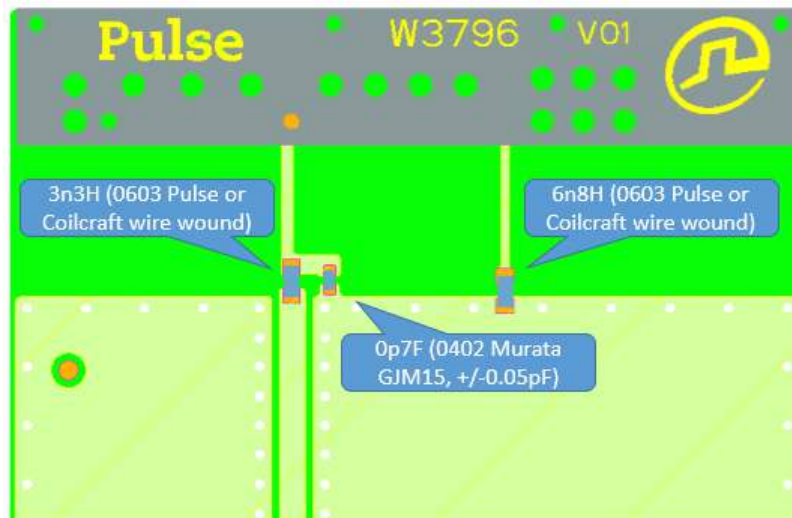 Pulse W3796 V01
3n3H (0603 Pulse or
Coilcraft wire wound)
6n8H (0603 Pulse or
Coilcraft wire wound)
0p7F (0402 Murata
GJM15, +/-0.05pF)